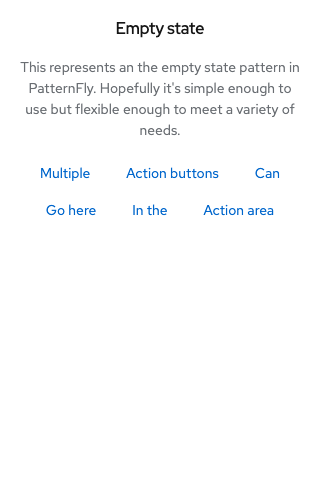 Empty state
This represents an the empty state pattern in
PatternFly. Hopefully it's simple enough to
use but flexible enough to meet a variety of
needs.
Multiple Action buttons Can
Go here In the Action area